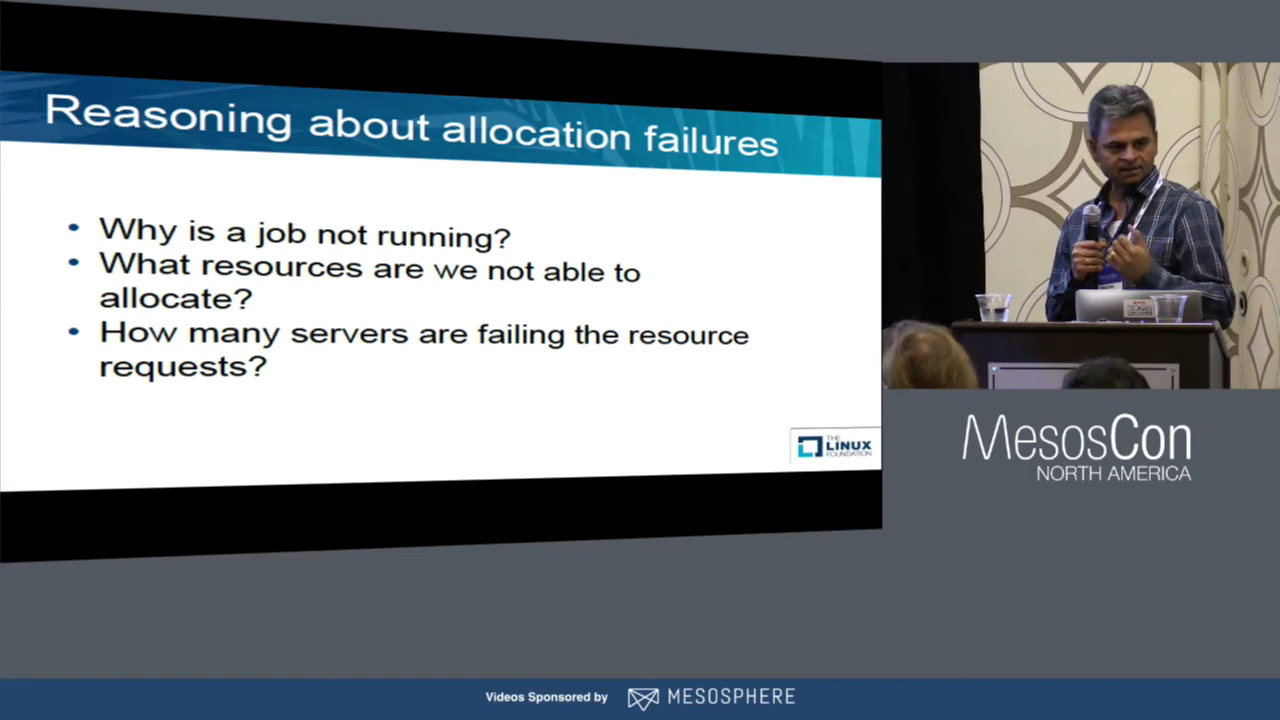 Reasoning about allocation failures
• Why is a job not running?
• What resources are we not able to
allocate?
• How many servers are failing the resource
requests?
THE
LINUX
FOUNDATION
MesosCon
NORTH AMERICA
Videos Sponsored by MESOSPHERE